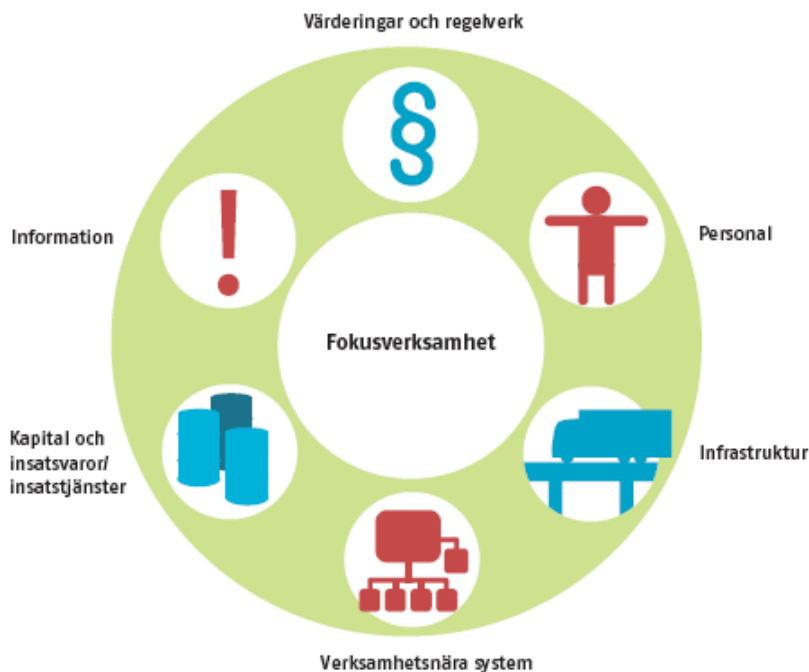 Värderingar och regelverk
§
Information
Personal
Fokusverksamhet
Kapital och
insatsvaror/
insatstjänster
Infrastruktur
Verksamhetsnära system